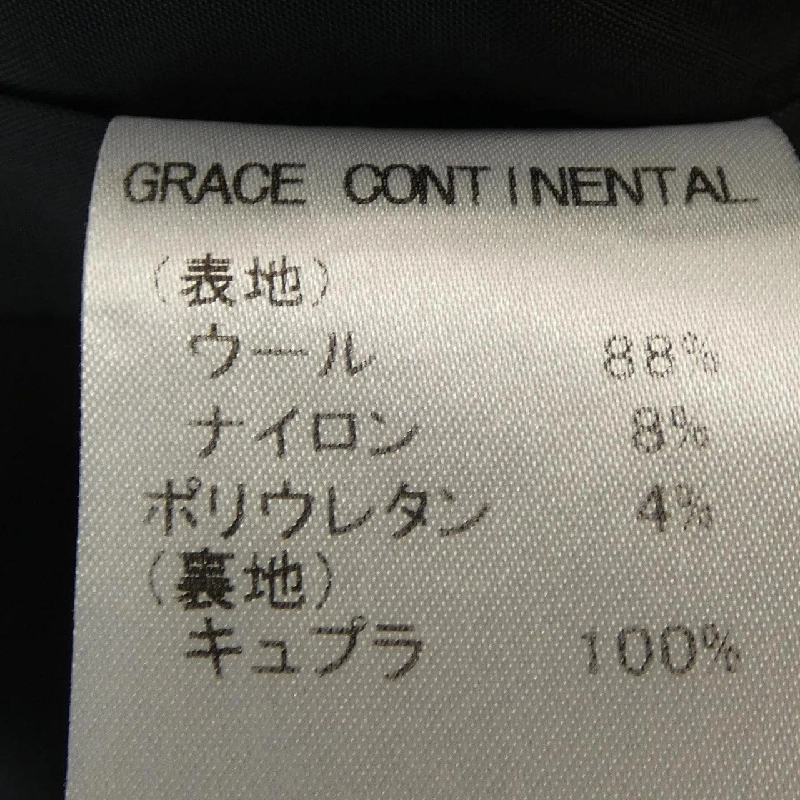 GRACE CONTINENTAL
(表地)
ウール 88%
ナイロン 8%
ポリウレタン 4%
(裏地)
キュプラ 100%